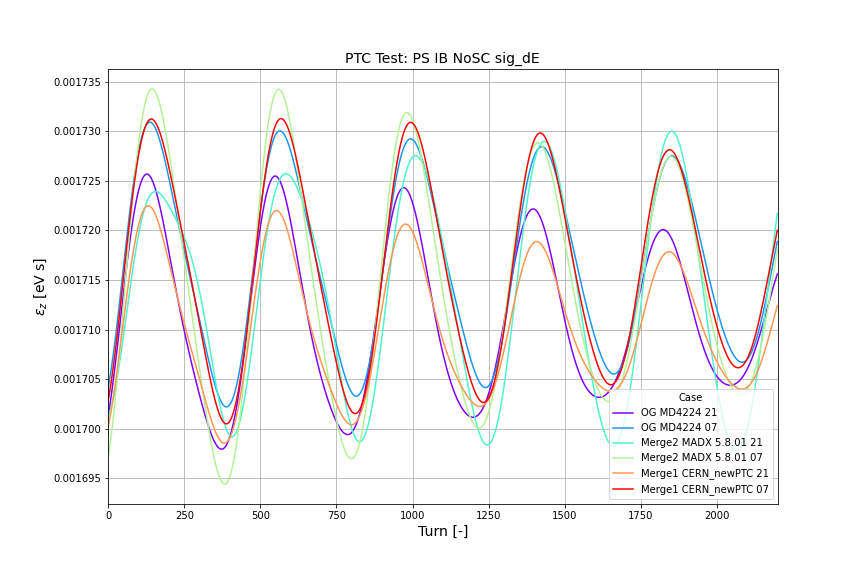 PTC Test: PS IB NoSC sig_dE
0.001735
0.001730
0.001725
0.001720
0.001715
0.001710
0.001705
0.001700
0.001695
ε_z [eV s]
0
250
500
750
1000
1250
1500
1750
2000
Turn [-]
Case
OG MD4224 21
OG MD4224 07
Merge2 MADX 5.8.01 21
Merge2 MADX 5.8.01 07
Merge1 CERN_newPTC 21
Merge1 CERN_newPTC 07